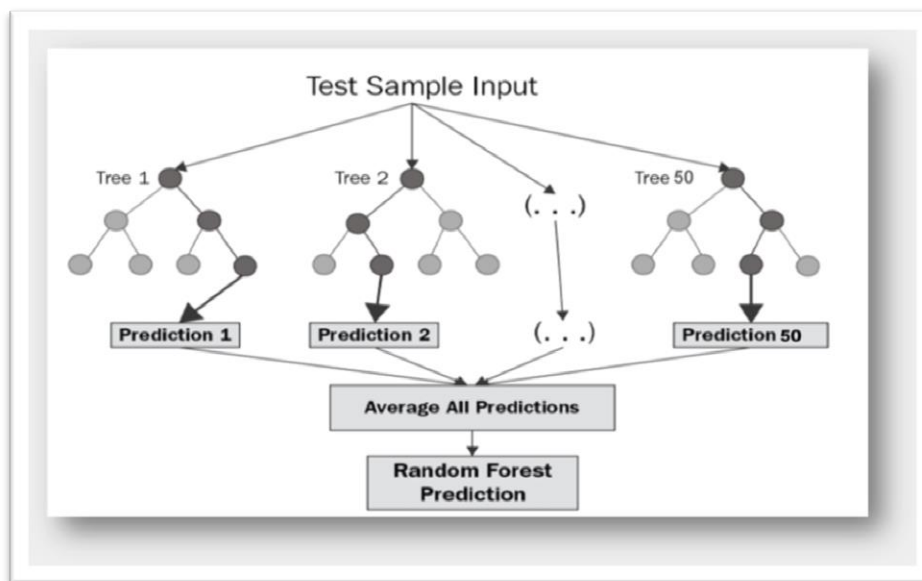 Test Sample Input
Tree 1
Tree 2
Tree 50
(. . .)
Prediction 1
Prediction 2
(. . .)
Prediction 50
Average All Predictions
Random Forest
Prediction